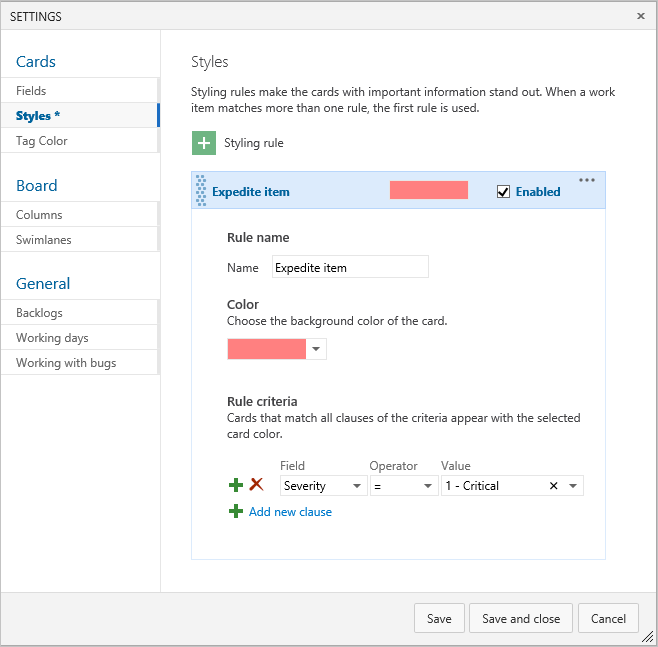 SETTINGS
Cards
Fields
Styles *
Tag Color
Board
Columns
Swimlanes
General
Backlogs
Working days
Working with bugs
Styles
Styling rules make the cards with important information stand out. When a work
item matches more than one rule, the first rule is used.
Styling rule
Expedite item Enabled
Rule name
Name Expedite item
Color
Choose the background color of the card.
Rule criteria
Cards that match all clauses of the criteria appear with the selected
card color.
Field Operator Value
Severity = 1 - Critical
Add new clause
Save Save and close Cancel